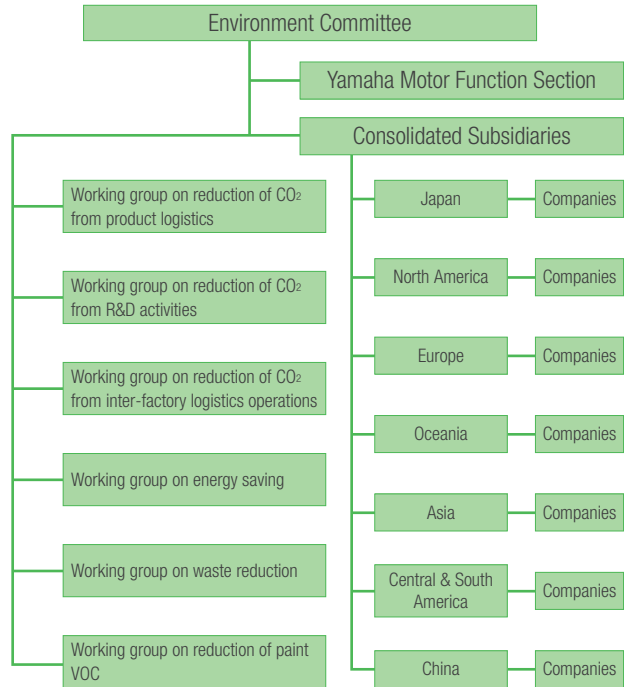 Environment Committee
Yamaha Motor Function Section
Consolidated Subsidiaries
Working group on reduction of CO2
from product logistics
Working group on reduction of CO2
from R&D activities
Working group on reduction of CO2
from inter-factory logistics operations
Working group on energy saving
Working group on waste reduction
Working group on reduction of paint
VOC
Japan
Companies
North America
Companies
Europe
Companies
Oceania
Companies
Asia
Companies
Central & South
America
Companies
China
Companies